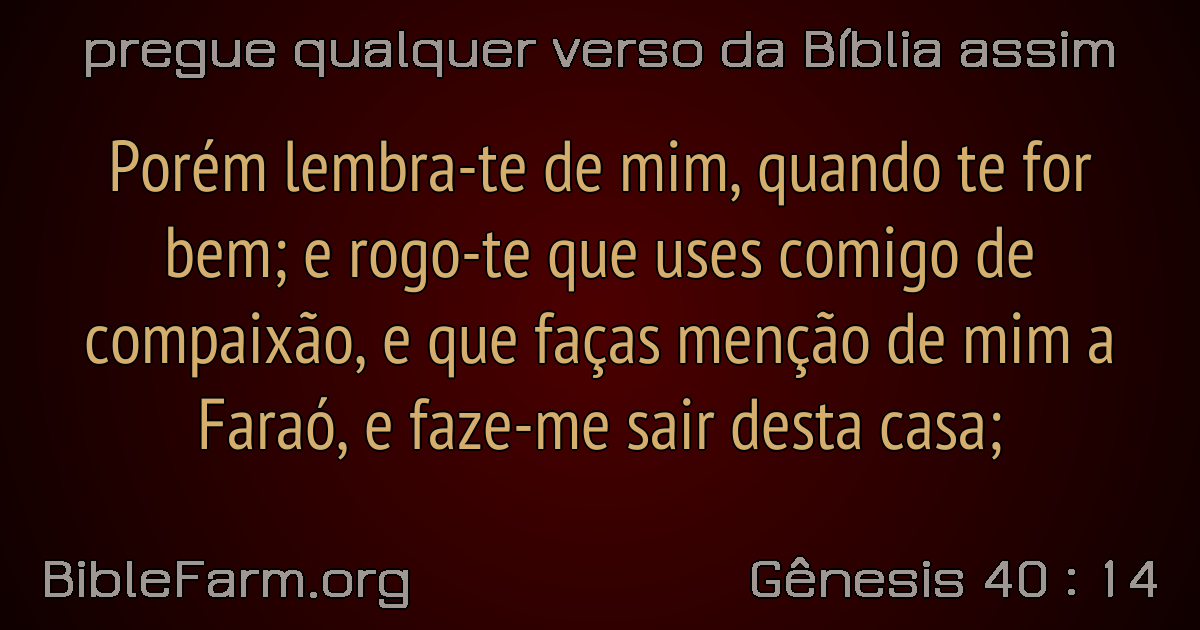 pregue qualquer verso da Bíblia assim
Porém lembra-te de mim, quando te for
bem; e rogo-te que uses comigo de
compaixão, e que faças menção de mim a
Faraó, e faze-me sair desta casa;
BibleFarm.org
Gênesis 40 : 14